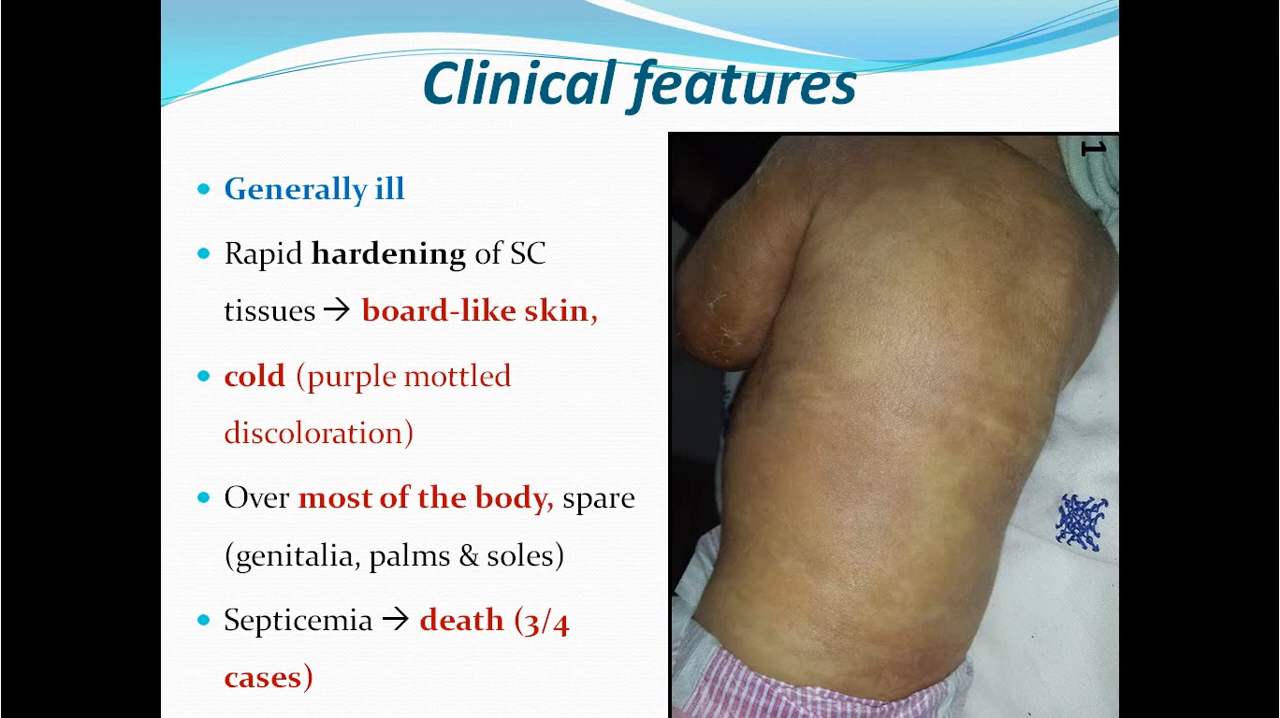 Clinical features
Generally ill
Rapid hardening of SC
tissues → board-like skin,
cold (purple mottled
discoloration)
Over most of the body, spare
(genitalia, palms & soles)
Septicemia → death (3/4
cases)
1